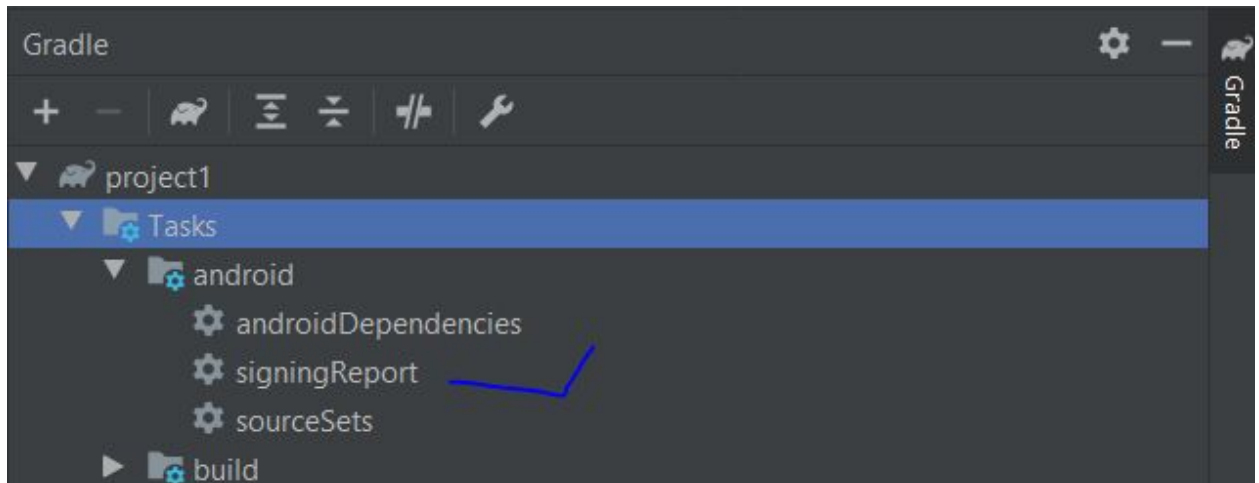 Gradle
Gradle
project1
Tasks
android
androidDependencies
signingReport
sourceSets
build